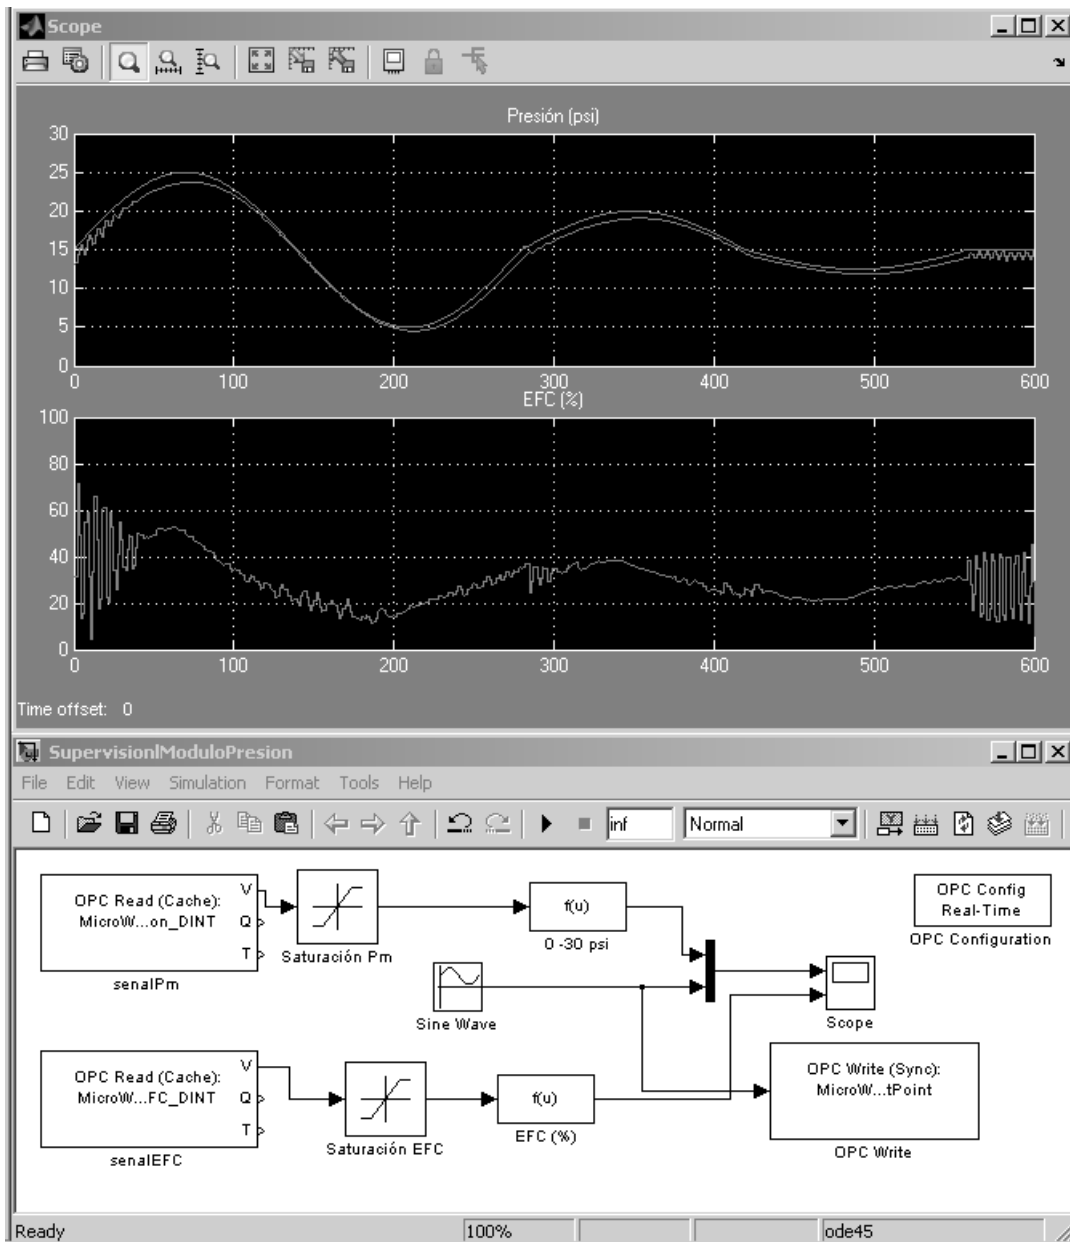 Scope
Presión (psi)
30
25
20
15
10
5
0
0 100 200 300 400 500 600
EFC (%)
100
80
60
40
20
0
0 100 200 300 400 500 600
Time offset: 0
SupervisionlModuloPresion
File Edit View Simulation Format Tools Help
inf Normal
OPC Read (Cache):
MicroW...on_DINT
V
Q
T
senalPm
Saturación Pm
f(u)
0 -30 psi
OPC Config
Real-Time
OPC Configuration
Sine Wave
Scope
OPC Read (Cache):
MicroW...FC_DINT
V
Q
T
senalEFC
Saturación EFC
f(u)
EFC (%)
OPC Write (Sync):
MicroW...tPoint
OPC Write
Ready 100% ode45